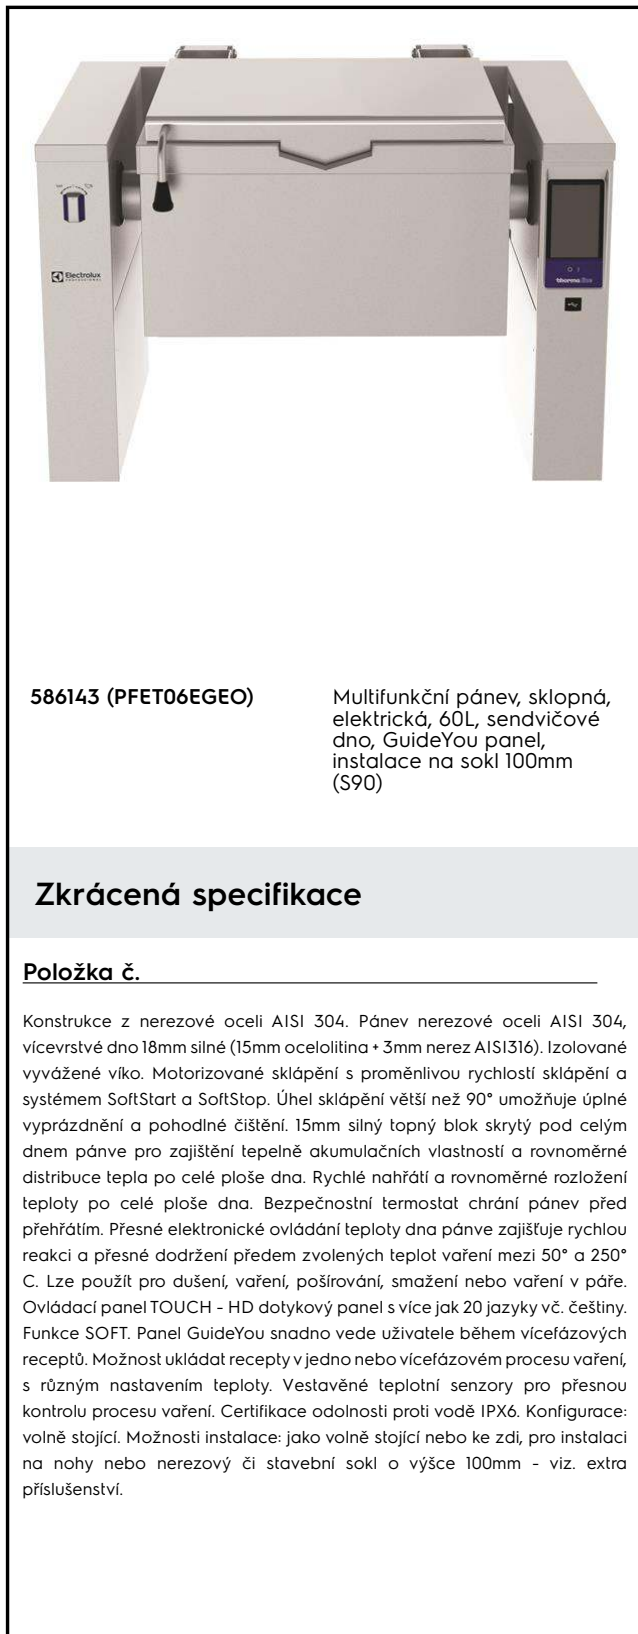 Electrolux
PROFESSIONAL
thermaline
586143 (PFET06EGEO)
Multifunkční pánev, sklopná,
elektrická, 60L, sendvičové
dno, GuideYou panel,
instalace na sokl 100mm
(S90)
Zkrácená specifikace
Položka č.
Konstrukce z nerezové oceli AISI 304. Pánev nerezové oceli AISI 304,
vícevrstvé dno 18mm silné (15mm ocelolitina + 3mm nerez AISI316). Izolované
vyvážené víko. Motorizované sklápění s proměnlivou rychlostí sklápění a
systémem SoftStart a SoftStop. Úhel sklápění větší než 90° umožňuje úplné
vyprázdnění a pohodlné čištění. 15mm silný topný blok skrytý pod celým
dnem pánve pro zajištění tepelně akumulačních vlastností a rovnoměrné
distribuce tepla po celé ploše dna. Rychlé nahřátí a rovnoměrné rozložení
teploty po celé ploše dna. Bezpečnostní termostat chrání pánev před
přehřátím. Přesné elektronické ovládání teploty dna pánve zajišťuje rychlou
reakci a přesné dodržení předem zvolených teplot vaření mezi 50° a 250°
C. Lze použít pro dušení, vaření, pošírování, smažení nebo vaření v páře.
Ovládací panel TOUCH - HD dotykový panel s více jak 20 jazyky vč. češtiny.
Funkce SOFT. Panel GuideYou snadno vede uživatele během vícefázových
receptů. Možnost ukládat recepty v jedno nebo vícefázovém procesu vaření,
s různým nastavením teploty. Vestavěné teplotní senzory pro přesnou
kontrolu procesu vaření. Certifikace odolnosti proti vodě IPX6. Konfigurace:
volně stojící. Možnosti instalace: jako volně stojící nebo ke zdi, pro instalaci
na nohy nebo nerezový či stavební sokl o výšce 100mm - viz. extra
příslušenství.